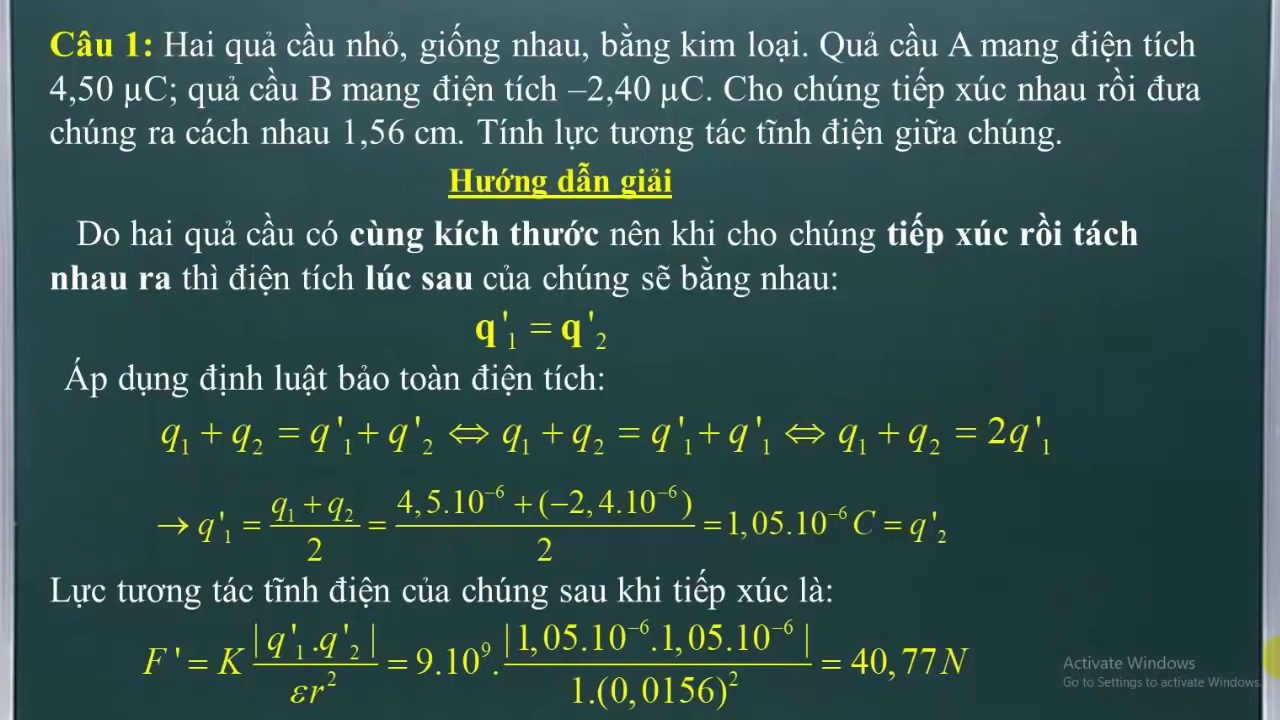 Câu 1: Hai quả cầu nhỏ, giống nhau, bằng kim loại. Quả cầu A mang điện tích
4,50 µC; quả cầu B mang điện tích –2,40 µC. Cho chúng tiếp xúc nhau rồi đưa
chúng ra cách nhau 1,56 cm. Tính lực tương tác tĩnh điện giữa chúng.
Hướng dẫn giải
Do hai quả cầu có cùng kích thước nên khi cho chúng tiếp xúc rồi tách
nhau ra thì điện tích lúc sau của chúng sẽ bằng nhau:
q'₁ = q'₂
Áp dụng định luật bảo toàn điện tích:
q₁ + q₂ = q'₁ + q'₂ ⇔ q₁ + q₂ = q'₁ + q'₁ ⇔ q₁ + q₂ = 2q'₁
→ q'₁ = (q₁ + q₂)/2 = (4,5.10⁻⁶ + (−2,4.10⁻⁶))/2 = 1,05.10⁻⁶ C = q'₂
Lực tương tác tĩnh điện của chúng sau khi tiếp xúc là:
F' = K |q'₁.q'₂|/εr² = 9.10⁹. |1,05.10⁻⁶.1,05.10⁻⁶|/1.(0,0156)² = 40,77N
Activate Windows
Go to Settings to activate Windows.